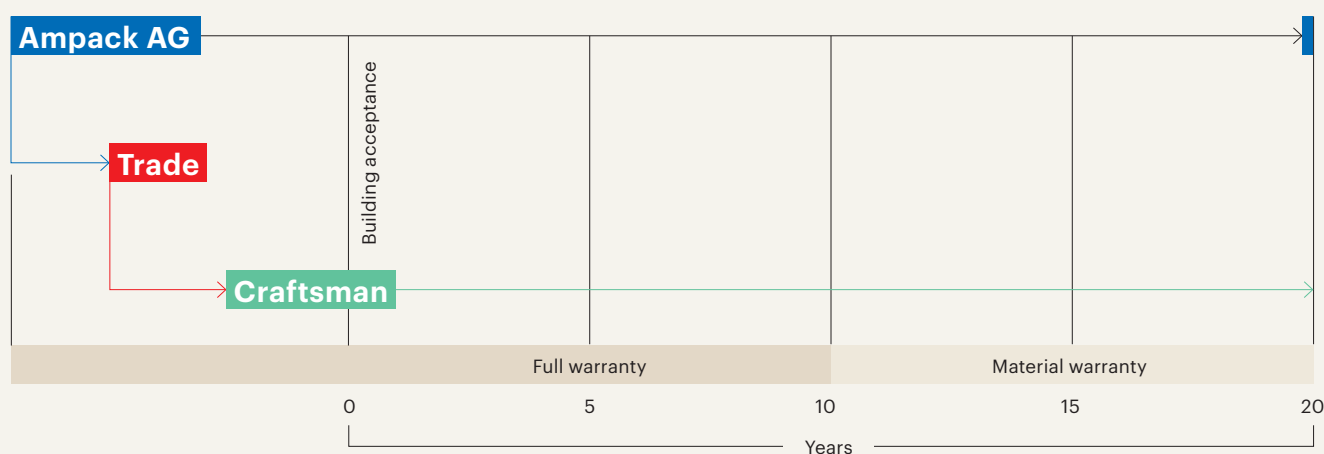 Ampack AG
Building acceptance
Trade
Craftsman
Full warranty
Material warranty
0
5
10
15
20
Years